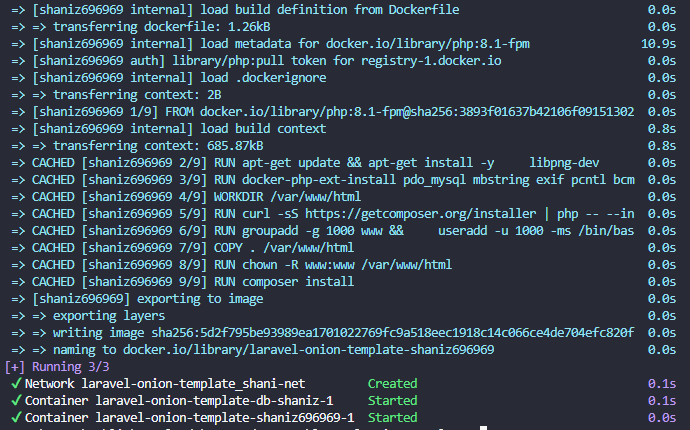 => [shaniz696969 internal] load build definition from Dockerfile 0.0s
=> => transferring dockerfile: 1.26kB 0.0s
=> [shaniz696969 internal] load metadata for docker.io/library/php:8.1-fpm 10.9s
=> [shaniz696969 auth] library/php:pull token for registry-1.docker.io 0.0s
=> [shaniz696969 internal] load .dockerignore 0.0s
=> => transferring context: 2B 0.0s
=> [shaniz696969 1/9] FROM docker.io/library/php:8.1-fpm@sha256:3893f01637b42106f09151302 0.0s
=> [shaniz696969 internal] load build context 0.8s
=> => transferring context: 685.87kB 0.8s
=> CACHED [shaniz696969 2/9] RUN apt-get update && apt-get install -y libpng-dev 0.0s
=> CACHED [shaniz696969 3/9] RUN docker-php-ext-install pdo_mysql mbstring exif pcntl bcm 0.0s
=> CACHED [shaniz696969 4/9] WORKDIR /var/www/html 0.0s
=> CACHED [shaniz696969 5/9] RUN curl -sS https://getcomposer.org/installer | php -- --in 0.0s
=> CACHED [shaniz696969 6/9] RUN groupadd -g 1000 www && useradd -u 1000 -ms /bin/bas 0.0s
=> CACHED [shaniz696969 7/9] COPY . /var/www/html 0.0s
=> CACHED [shaniz696969 8/9] RUN chown -R www:www /var/www/html 0.0s
=> CACHED [shaniz696969 9/9] RUN composer install 0.0s
=> [shaniz696969] exporting to image 0.0s
=> => exporting layers 0.0s
=> => writing image sha256:5d2f795be93989ea1701022769fc9a518eec1918c14c066ce4de704efc820f 0.0s
=> => naming to docker.io/library/laravel-onion-template-shaniz696969 0.0s
[+] Running 3/3
✓ Network laravel-onion-template_shani-net Created 0.1s
✓ Container laravel-onion-template-db-shaniz-1 Started 0.1s
✓ Container laravel-onion-template-shaniz696969-1 Started 0.0s